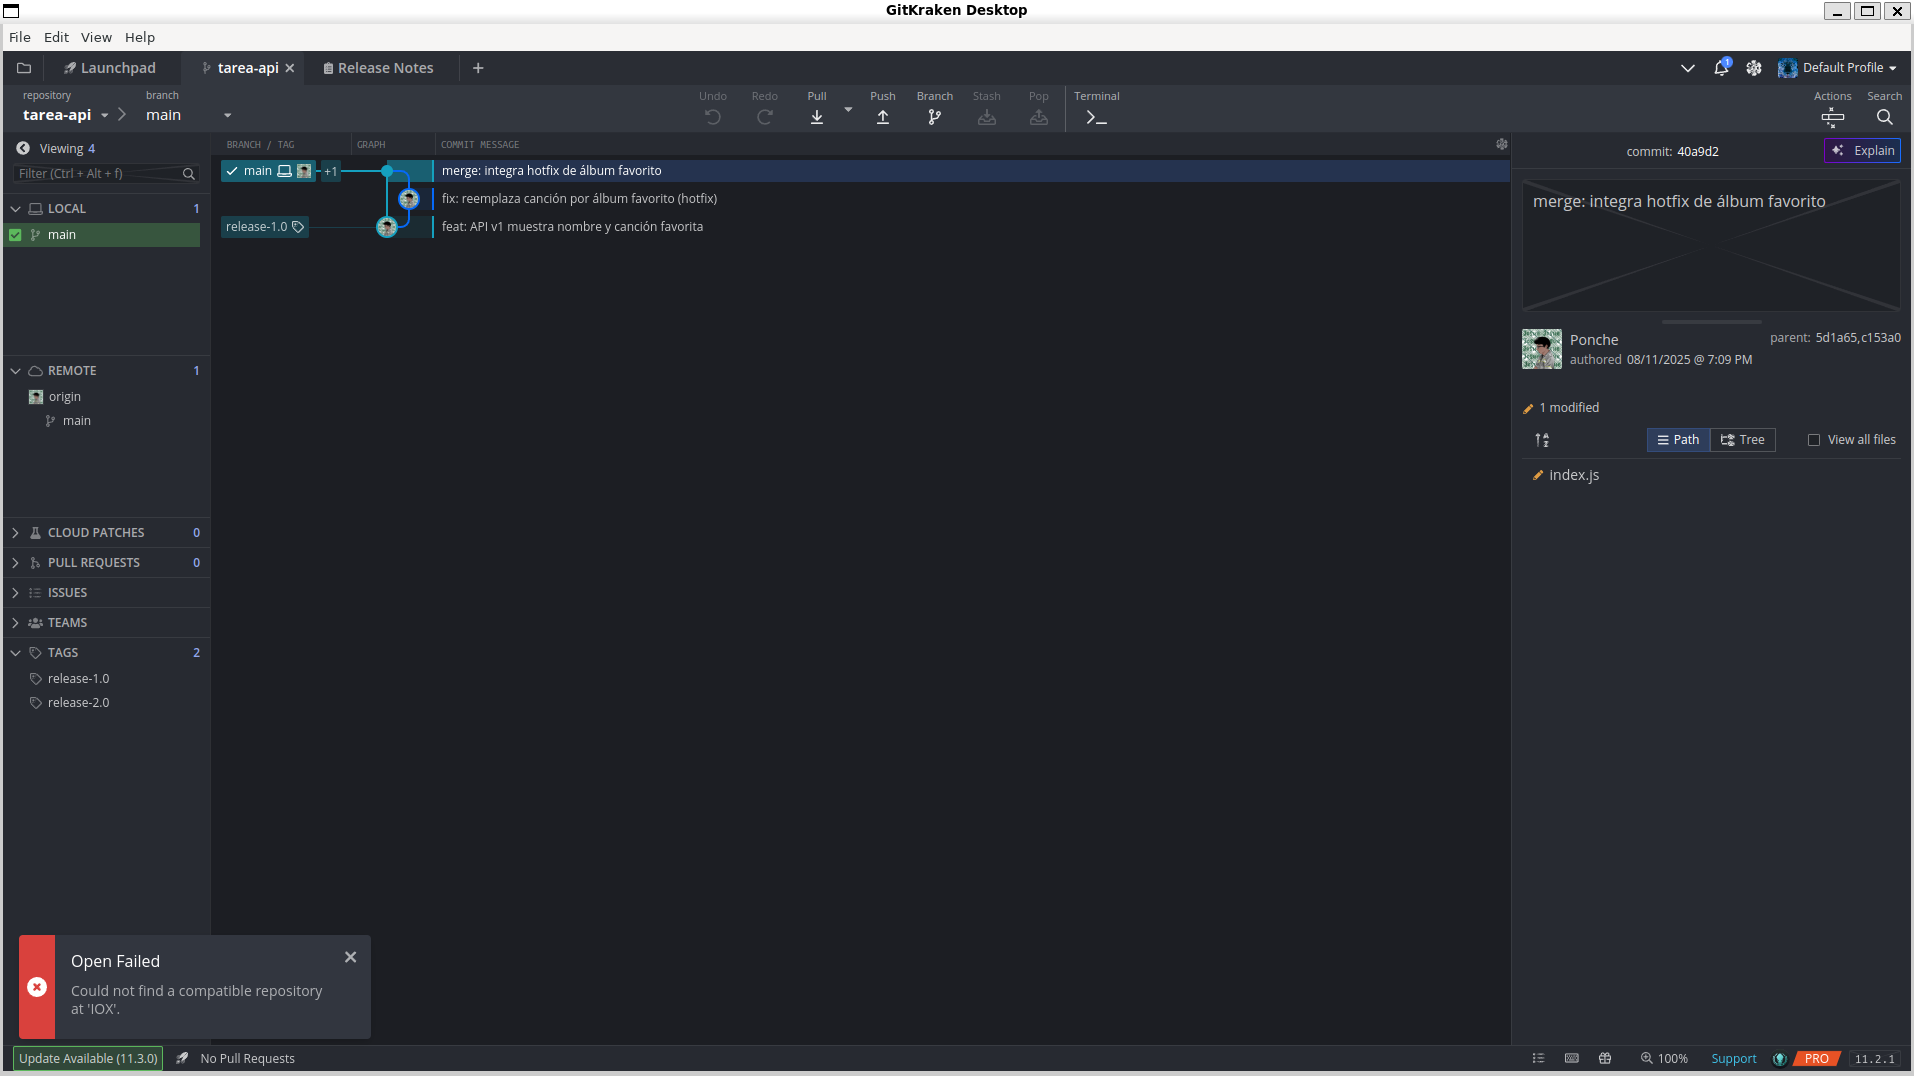 GitKraken Desktop
File Edit View Help
Launchpad tarea-api Release Notes 1 Default Profile
repository branch Undo Redo Pull Push Branch Stash Pop Terminal Actions Search
tarea-api main
Viewing 4 BRANCH / TAG GRAPH COMMIT MESSAGE commit: 40a9d2 Explain
Filter (Ctrl + Alt + f) main +1 merge: integra hotfix de álbum favorito
fix: reemplaza canción por álbum favorito (hotfix) merge: integra hotfix de álbum favorito
LOCAL 1
main release-1.0 feat: API v1 muestra nombre y canción favorita
Ponche parent: 5d1a65,c153a0
authored 08/11/2025 @ 7:09 PM
REMOTE 1
origin
main
1 modified
Path Tree View all files
index.js
CLOUD PATCHES 0
PULL REQUESTS 0
ISSUES
TEAMS
TAGS 2
release-1.0
release-2.0
Open Failed
Could not find a compatible repository
at 'IOX'.
Update Available (11.3.0) No Pull Requests 100% Support PRO 11.2.1